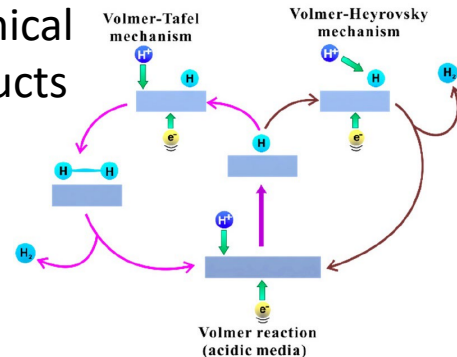 nical
ucts
Volmer-Tafel
mechanism
Volmer-Heyrovsky
mechanism
H⁺
H
e⁻
H⁺
H
e⁻
H₂
H
H
H
H₂
H⁺
e⁻
Volmer reaction
(acidic media)